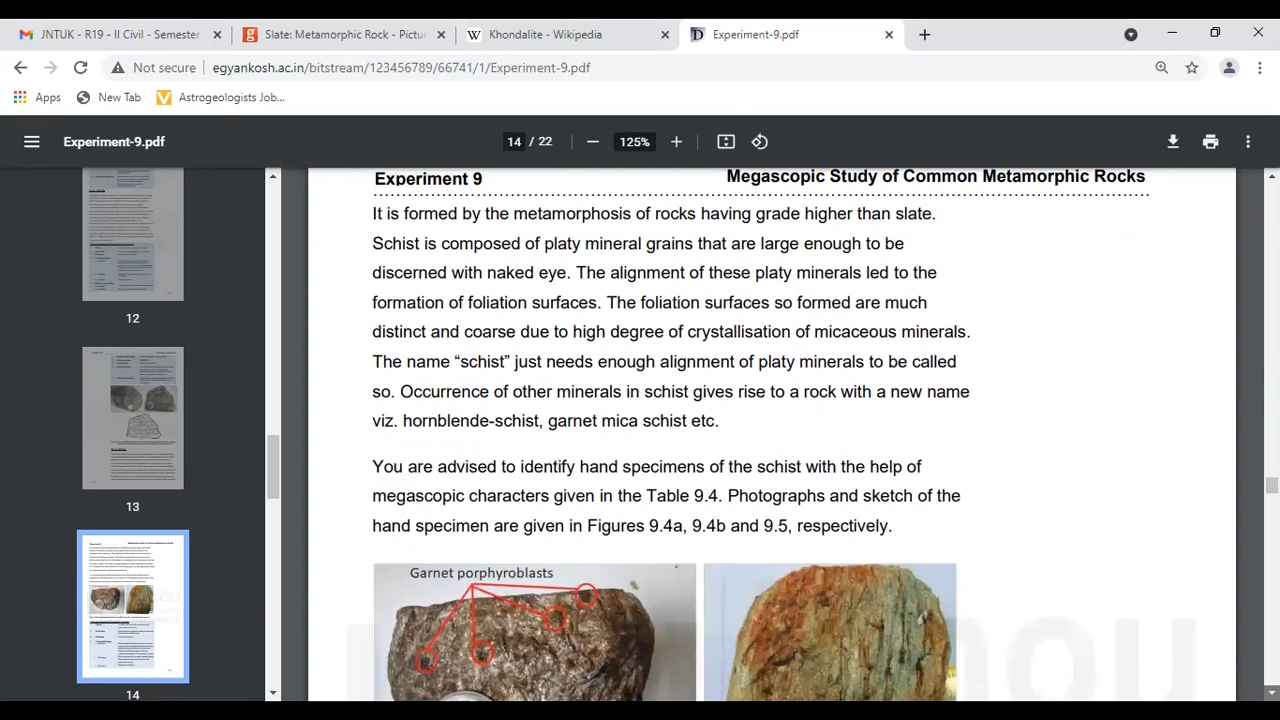 JNTUK - R19 - II Civil - Semester
Slate: Metamorphic Rock - Pictu
Khondalite - Wikipedia
Experiment-9.pdf
Not secure
egyankosh.ac.in/bitstream/123456789/66741/1/Experiment-9.pdf
Apps
New Tab
Astrogeologists Job...
Experiment-9.pdf
14 / 22
125%
12
13
14
Experiment 9 Megascopic Study of Common Metamorphic Rocks
It is formed by the metamorphosis of rocks having grade higher than slate.
Schist is composed of platy mineral grains that are large enough to be
discerned with naked eye. The alignment of these platy minerals led to the
formation of foliation surfaces. The foliation surfaces so formed are much
distinct and coarse due to high degree of crystallisation of micaceous minerals.
The name “schist” just needs enough alignment of platy minerals to be called
so. Occurrence of other minerals in schist gives rise to a rock with a new name
viz. hornblende-schist, garnet mica schist etc.
You are advised to identify hand specimens of the schist with the help of
megascopic characters given in the Table 9.4. Photographs and sketch of the
hand specimen are given in Figures 9.4a, 9.4b and 9.5, respectively.
Garnet porphyroblasts